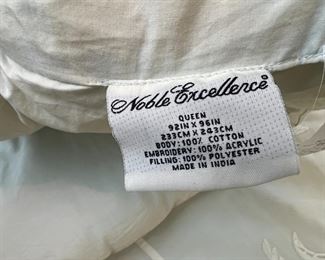 Noble Excellence®
QUEEN
92IN X 96IN
233CM X 243CM
BODY: 100% COTTON
EMBROIDERY: 100% ACRYLIC
FILLING: 100% POLYESTER
MADE IN INDIA